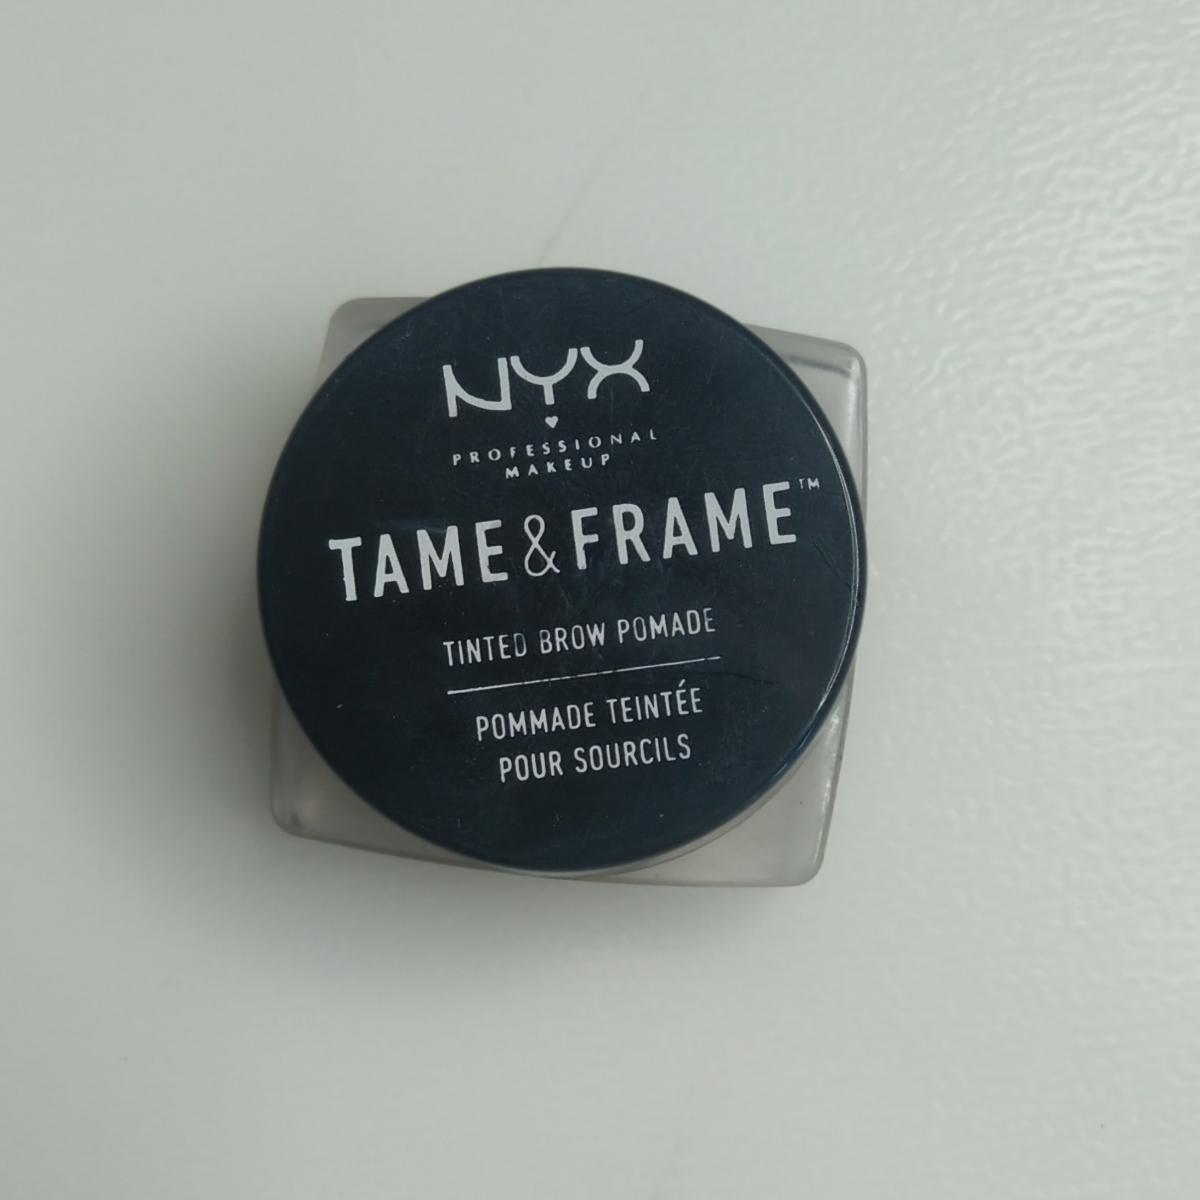 NYX
PROFESSIONAL
MAKEUP
TAME & FRAME™
TINTED BROW POMADE
POMMADE TEINTÉE
POUR SOURCILS